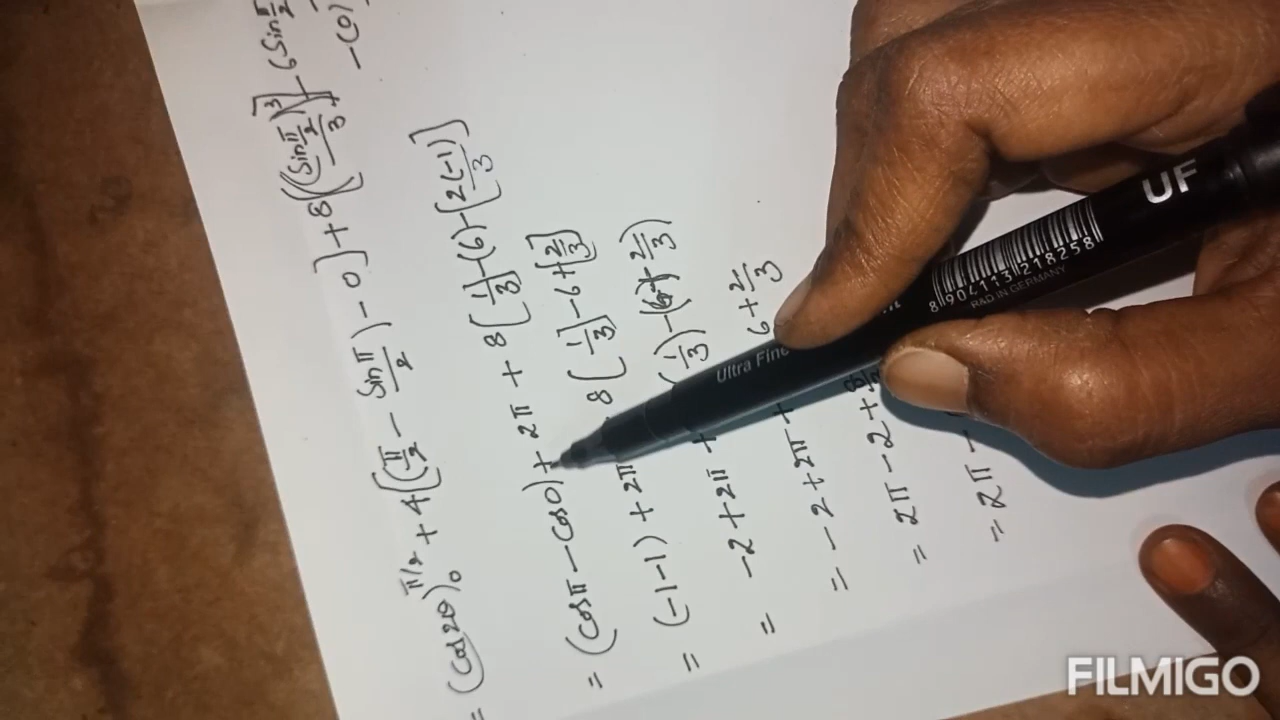 = (cos2θ)₀^π/2 + 4[(π/2 - sinπ/2) - 0] + 8[((sin π/2)³/3) - 6 sin π/2
- (0)
= (cosπ - cos0) + 2π + 8[1/3] - (6) - [2(-1)/3]
= (-1-1) + 2π 8[1/3] - 6 + [2/3]
= -2 + 2π + (1/3) - (6) + 2/3)
= -2 + 2π + 6 + 2/3
= 2π - 2 + 8/
= 2π -
Ultra Fine
UF
8 904113 218258
R&D IN GERMANY
FILMIGO